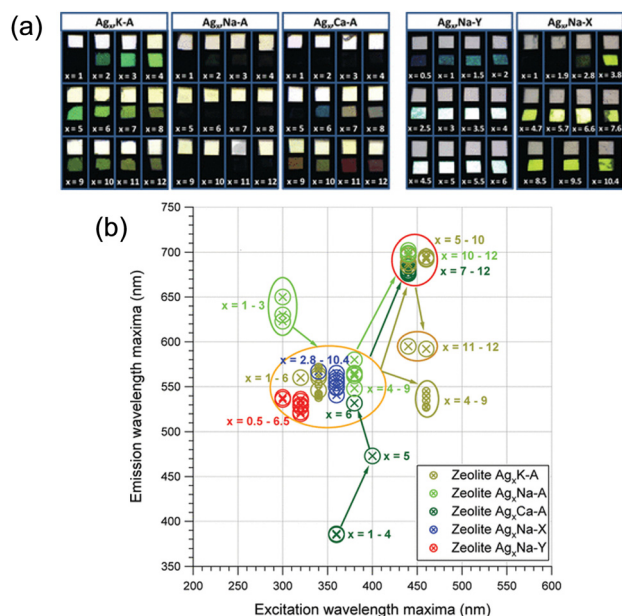 (a)
Agₓ,K-A Agₓ,Na-A Agₓ,Ca-A Agₓ,Na-Y Agₓ,Na-X
x = 1 x = 2 x = 3 x = 4 x = 1 x = 2 x = 3 x = 4 x = 1 x = 2 x = 3 x = 4 x = 0.5 x = 1 x = 1.5 x = 2 x = 1 x = 1.9 x = 2.8 x = 3.8
x = 5 x = 6 x = 7 x = 8 x = 5 x = 6 x = 7 x = 8 x = 5 x = 6 x = 7 x = 8 x = 2.5 x = 3 x = 3.5 x = 4 x = 4.7 x = 5.7 x = 6.6 x = 7.6
x = 9 x = 10 x = 11 x = 12 x = 9 x = 10 x = 11 x = 12 x = 9 x = 10 x = 11 x = 12 x = 4.5 x = 5 x = 5.5 x = 6 x = 8.5 x = 9.5 x = 10.4
(b)
Emission wavelength maxima (nm)
750
700
650
600
550
500
450
400
350
x = 5 - 10
x = 10 - 12
x = 7 - 12
x = 1 - 3
x = 2.8 - 10.4
x = 11 - 12
x = 1 - 6
x = 4 - 9
x = 4 - 9
x = 6
x = 0.5 - 6.5
x = 5
x = 1 - 4
Zeolite AgₓK-A
Zeolite AgₓNa-A
Zeolite AgₓCa-A
Zeolite AgₓNa-X
Zeolite AgₓNa-Y
200 250 300 350 400 450 500 550 600
Excitation wavelength maxima (nm)